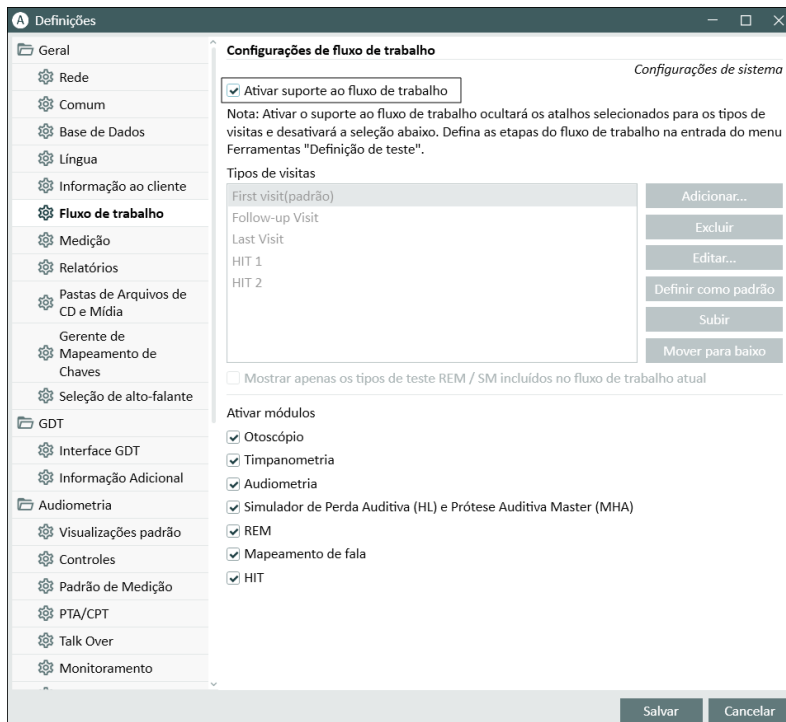 A Definições
Geral
Rede
Comum
Base de Dados
Língua
Informação ao cliente
Fluxo de trabalho
Medição
Relatórios
Pastas de Arquivos de
CD e Mídia
Gerente de
Mapeamento de
Chaves
Seleção de alto-falante
GDT
Interface GDT
Informação Adicional
Audiometria
Visualizações padrão
Controles
Padrão de Medição
PTA/CPT
Talk Over
Monitoramento
Configurações de fluxo de trabalho
Configurações de sistema
Ativar suporte ao fluxo de trabalho
Nota: Ativar o suporte ao fluxo de trabalho ocultará os atalhos selecionados para os tipos de
visitas e desativará a seleção abaixo. Defina as etapas do fluxo de trabalho na entrada do menu
Ferramentas "Definição de teste".
Tipos de visitas
First visit(padrão)
Follow-up Visit
Last Visit
HIT 1
HIT 2
Adicionar...
Excluir
Editar...
Definir como padrão
Subir
Mover para baixo
Mostrar apenas os tipos de teste REM / SM incluídos no fluxo de trabalho atual
Ativar módulos
Otoscópio
Timpanometria
Audiometria
Simulador de Perda Auditiva (HL) e Prótese Auditiva Master (MHA)
REM
Mapeamento de fala
HIT
Salvar
Cancelar